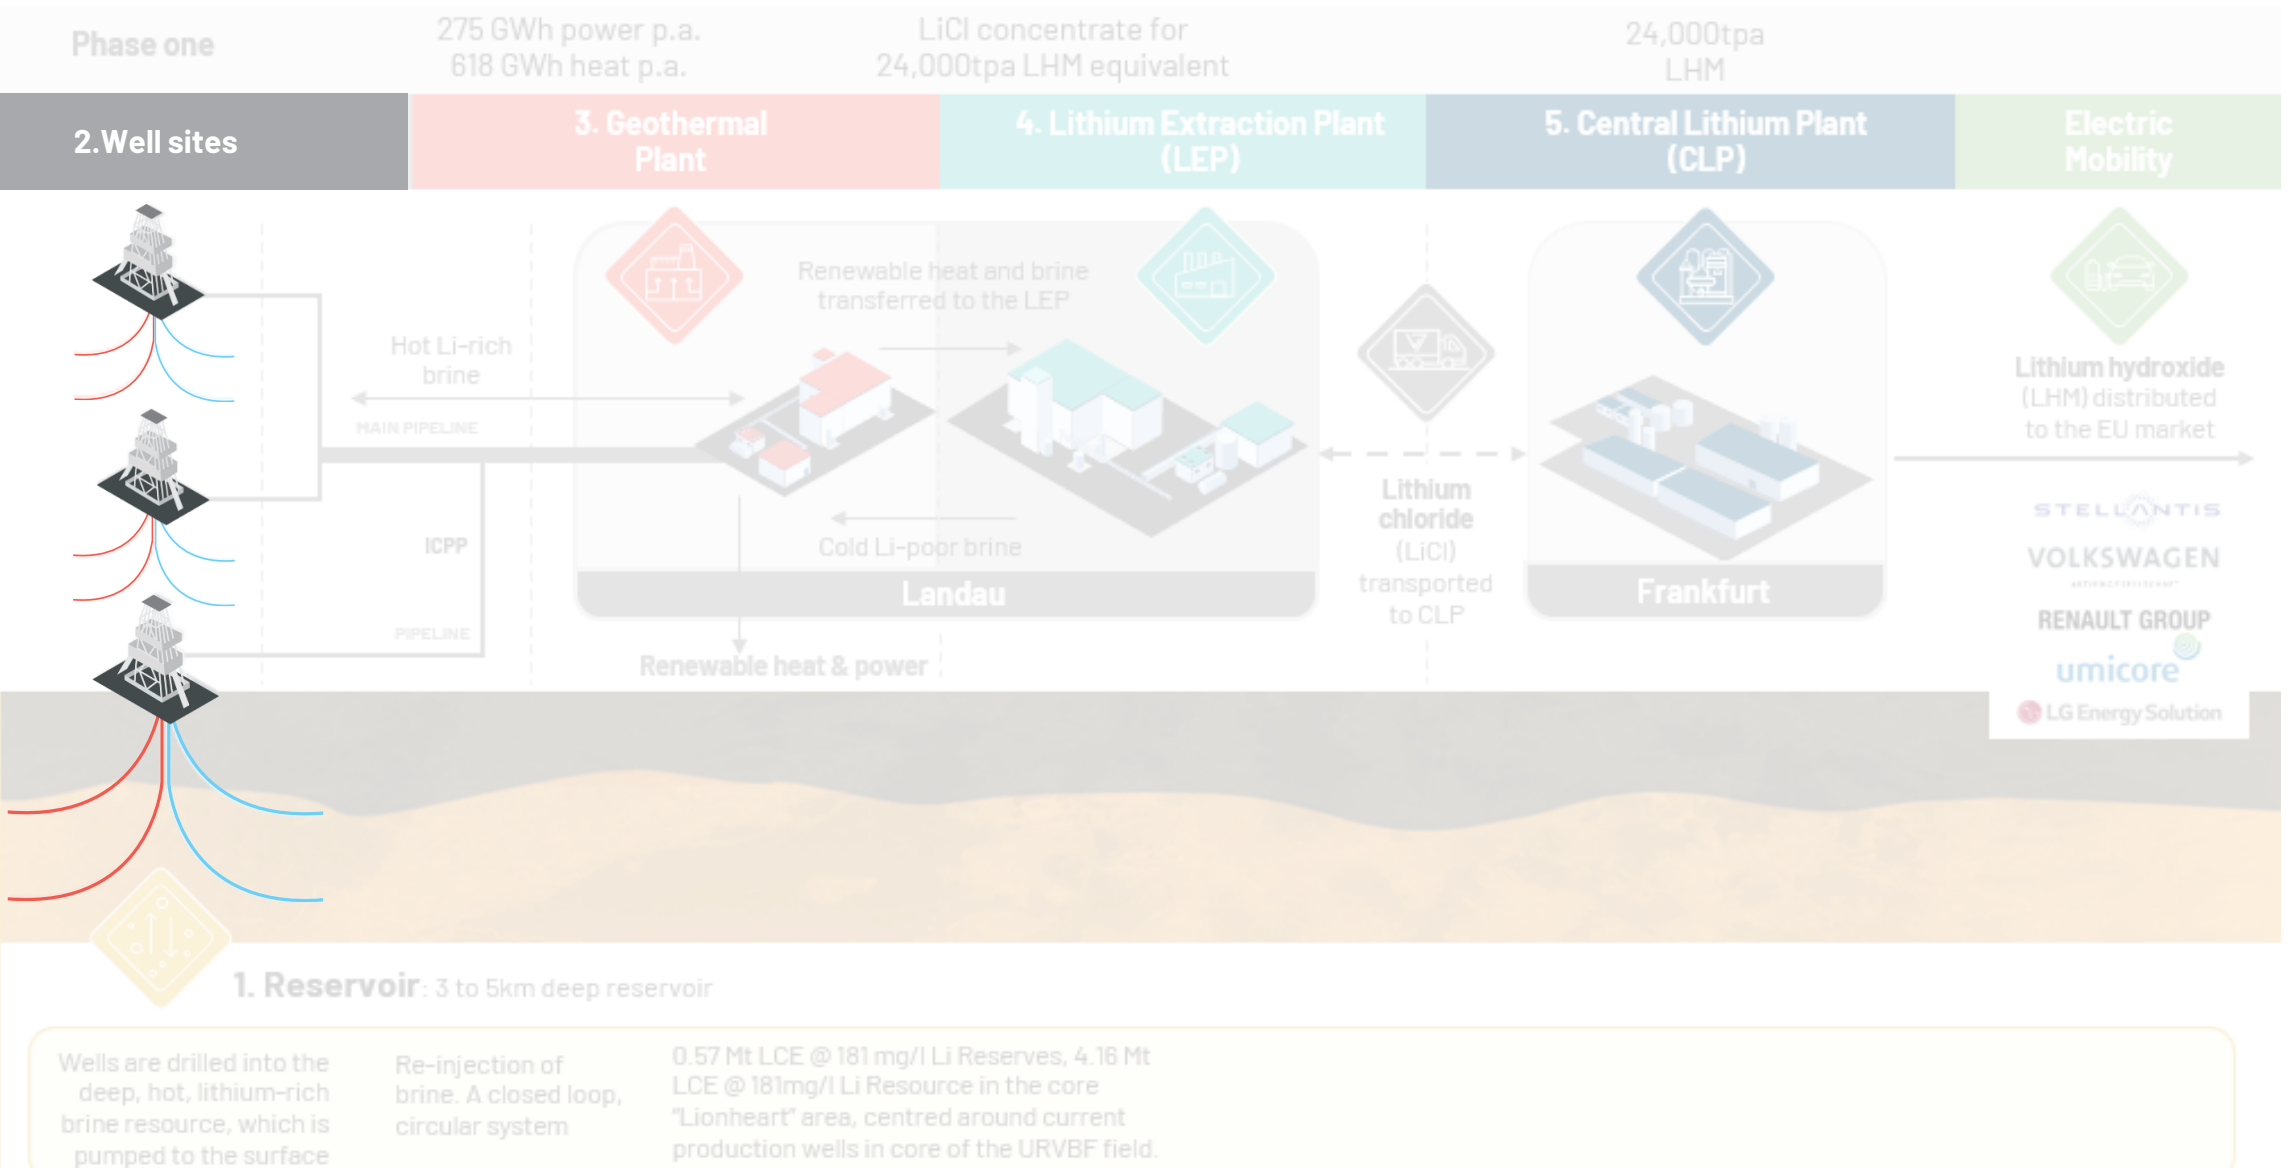 Phase one
275 GWh power p.a.
618 GWh heat p.a.
LiCl concentrate for
24,000tpa LHM equivalent
24,000tpa
LHM
2.Well sites
3. Geothermal
Plant
4. Lithium Extraction Plant
(LEP)
5. Central Lithium Plant
(CLP)
Electric
Mobility
Hot Li-rich
brine
MAIN PIPELINE
ICPP
PIPELINE
Renewable heat and brine
transferred to the LEP
Cold Li-poor brine
Landau
Renewable heat & power
Lithium
chloride
(LiCl)
transported
to CLP
Frankfurt
Lithium hydroxide
(LHM) distributed
to the EU market
STELLANTIS
VOLKSWAGEN
AKTIENGESELLSCHAFT
RENAULT GROUP
umicore
LG Energy Solution
1. Reservoir: 3 to 5km deep reservoir
Wells are drilled into the
deep, hot, lithium-rich
brine resource, which is
pumped to the surface
Re-injection of
brine. A closed loop,
circular system
0.57 Mt LCE @ 181 mg/l Li Reserves, 4.16 Mt
LCE @ 181mg/l Li Resource in the core
"Lionheart" area, centred around current
production wells in core of the URVBF field.